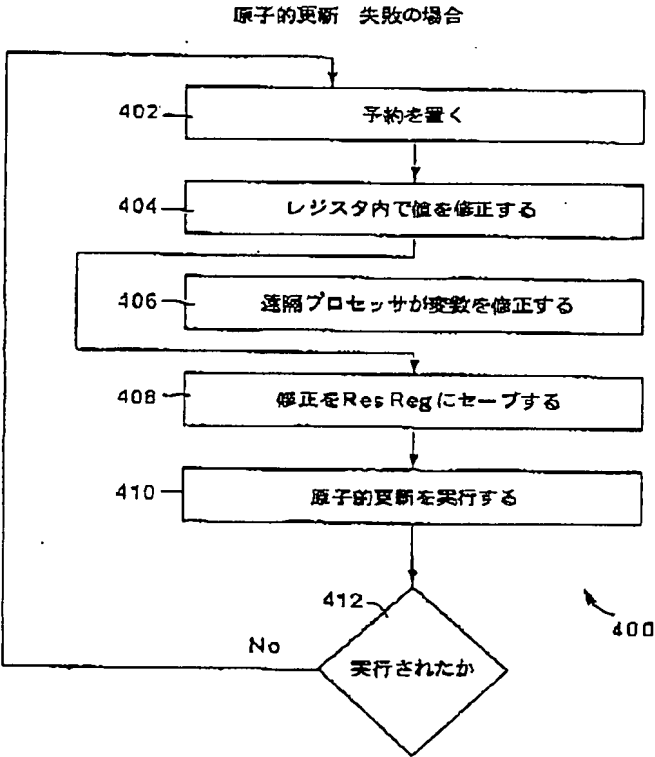 原子的更新 失敗の場合
402
予約を置く
404
レジスタ内で値を修正する
406
遠隔プロセッサが変数を修正する
408
修正をRes Regにセーブする
410
原子的更新を実行する
412
400
No
実行されたか